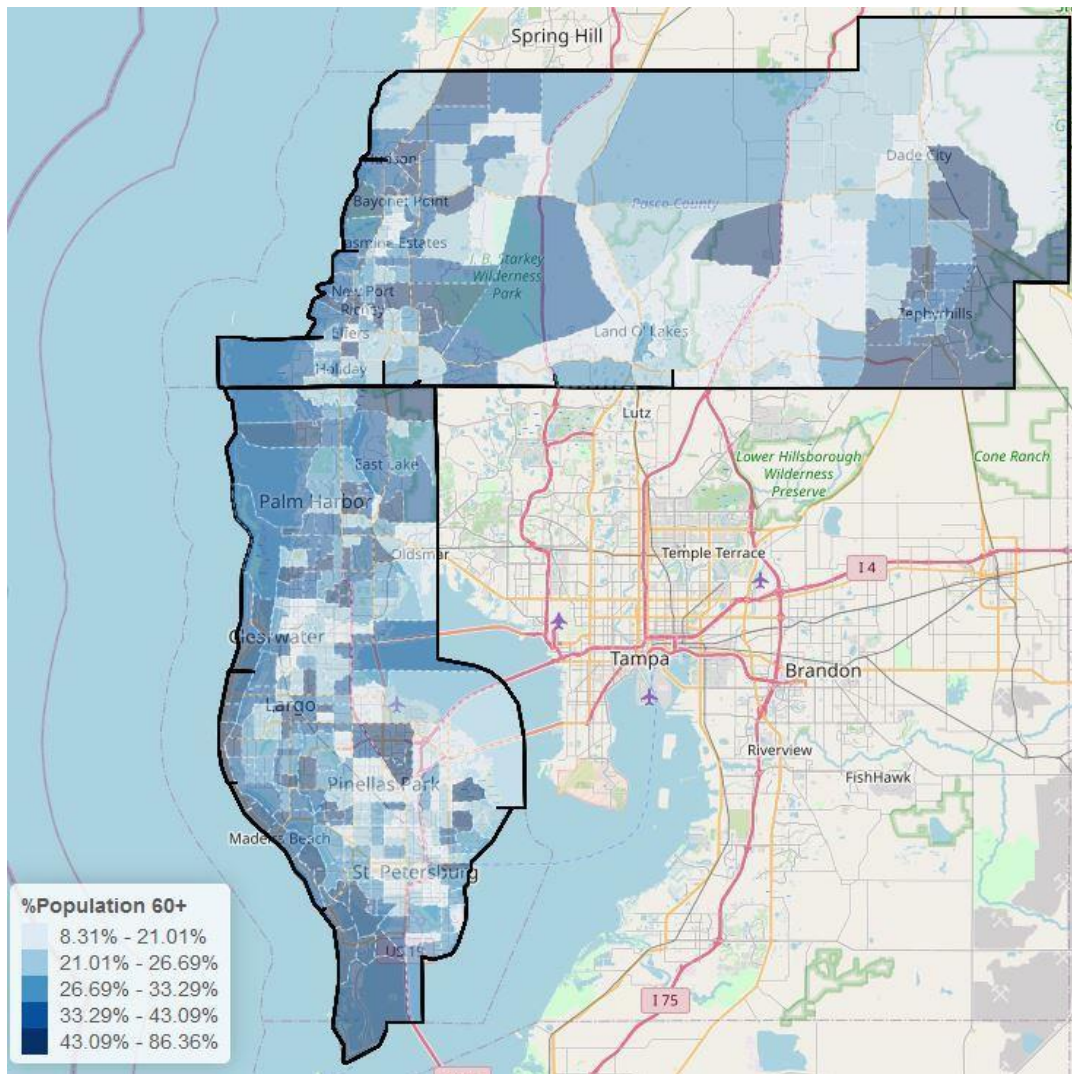 Spring Hill
Dade City
Hudson
Bayonet Point
Pasco County
Jasmine Estates
J. B. Starkey
Wilderness
Park
New Port
Richey
Zephyrhills
Elfers
Land O' Lakes
Holiday
Lutz
East Lake
Lower Hillsborough
Wilderness
Preserve
Cone Ranch
Palm Harbor
Oldsmar
Temple Terrace
I 4
Clearwater
Tampa
Brandon
Largo
Riverview
Pinellas Park
FishHawk
Madeira Beach
St. Petersburg
US 19
I 75
%Population 60+
8.31% - 21.01%
21.01% - 26.69%
26.69% - 33.29%
33.29% - 43.09%
43.09% - 86.36%